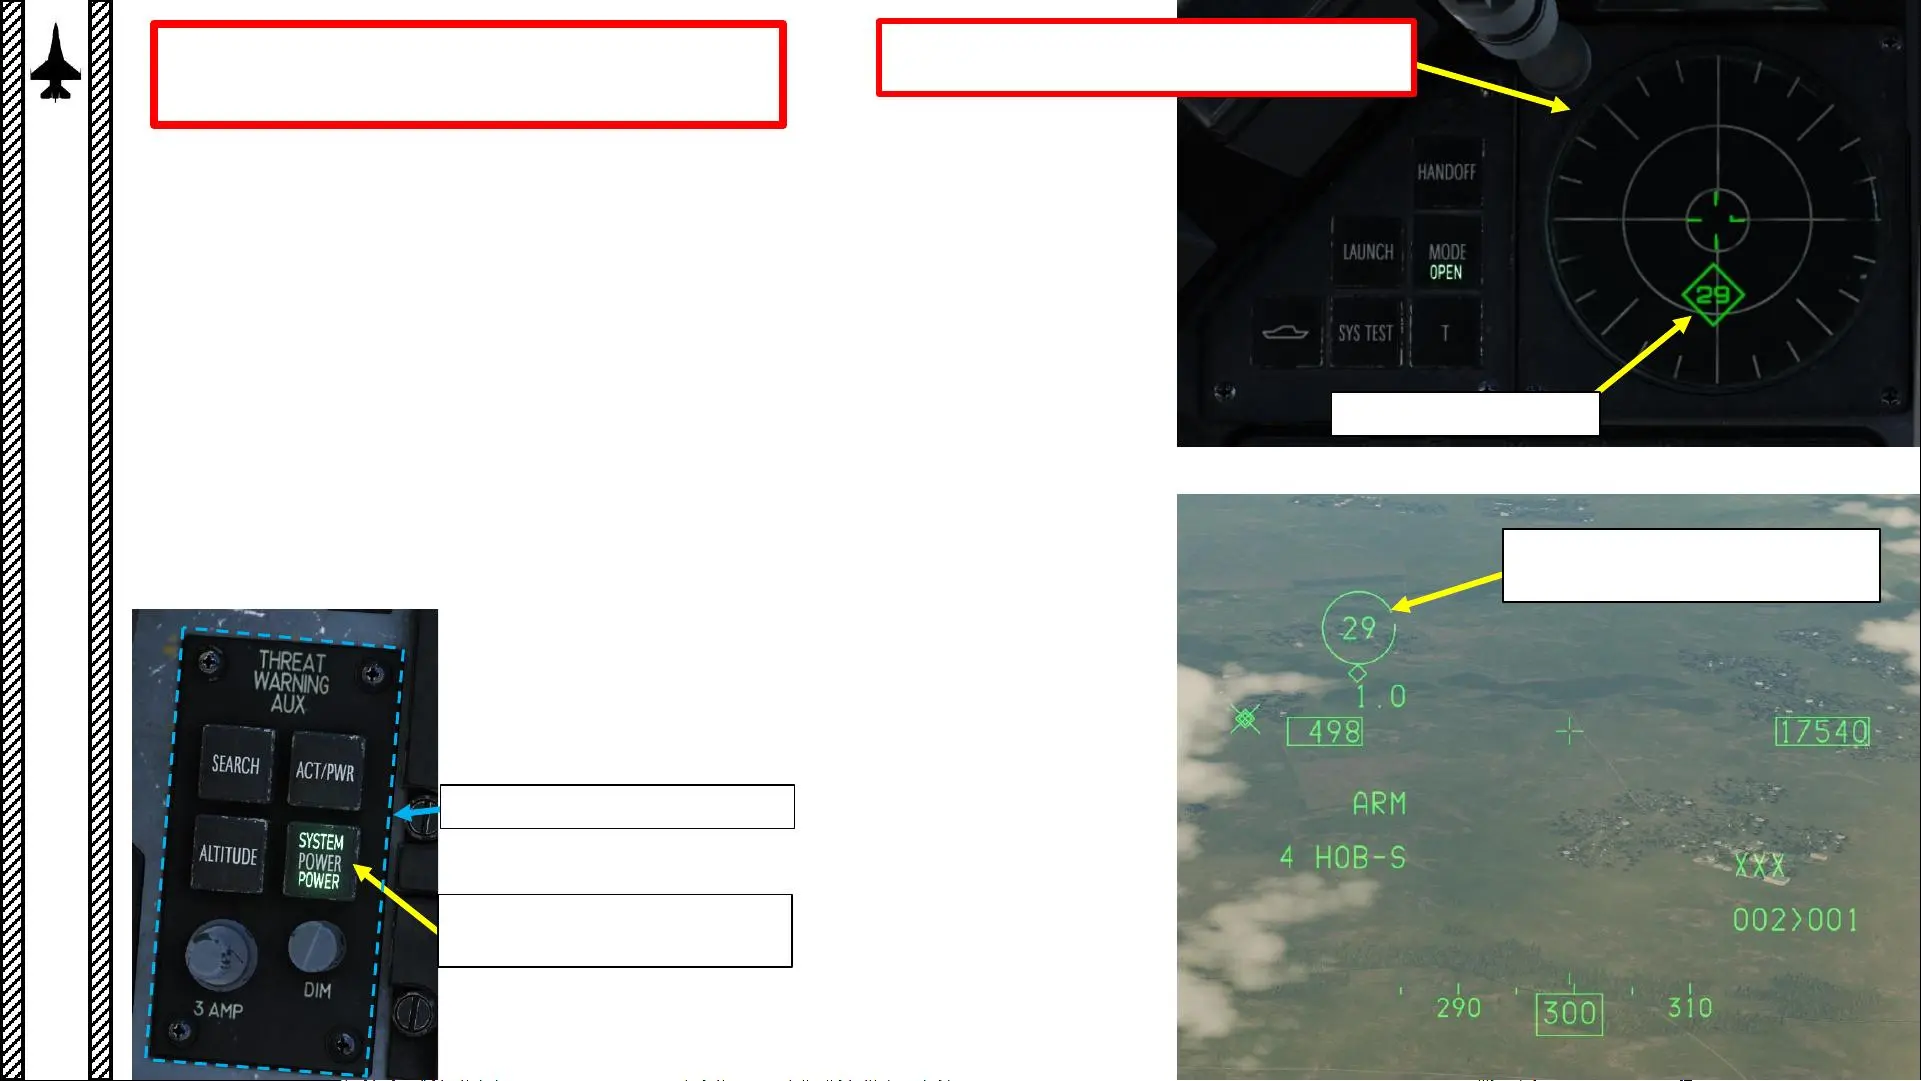 HANDOFF
LAUNCH
MODE
OPEN
SYS TEST
T
29
29
1.0
498
17540
ARM
4 HOB-S
XXX
002>001
290
300
310
THREAT
WARNING
AUX
SEARCH
ACT/PWR
ALTITUDE
SYSTEM
POWER
POWER
3 AMP
DIM